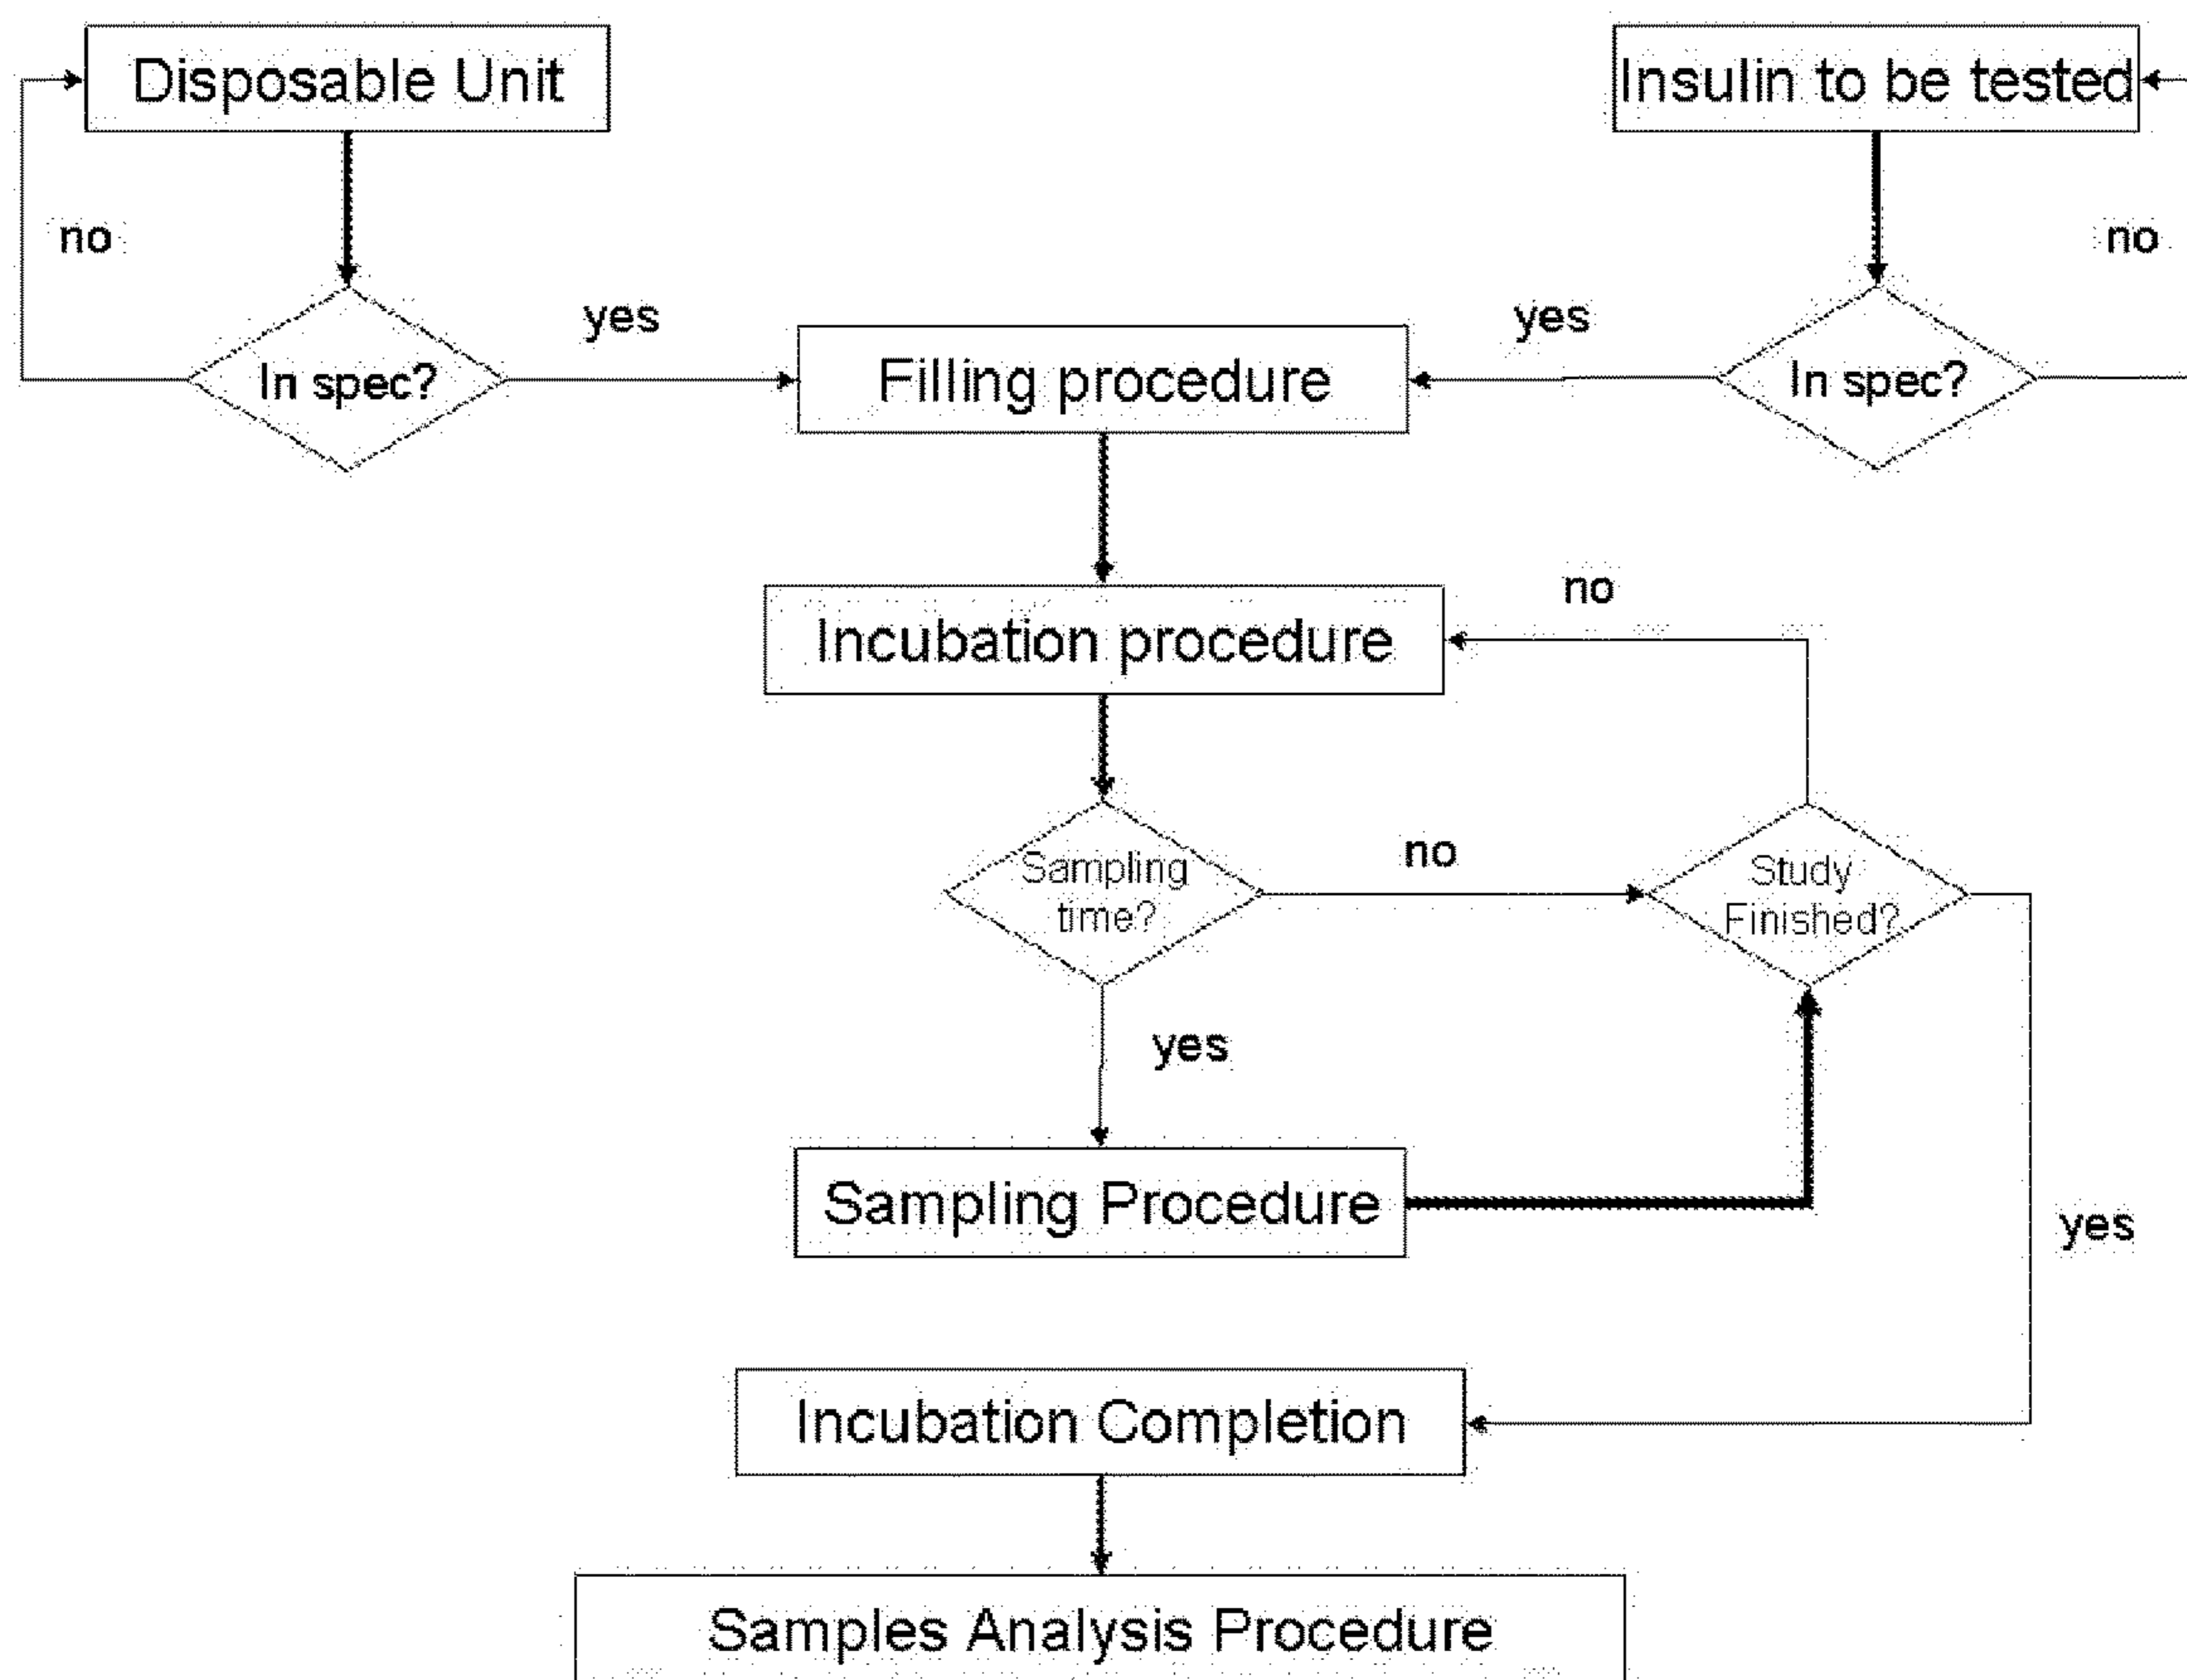 Disposable Unit
Insulin to be tested
no
no
yes
yes
In spec?
Filling procedure
In spec?
no
Incubation procedure
no
Sampling
time?
Study
Finished?
yes
Sampling Procedure
yes
Incubation Completion
Samples Analysis Procedure